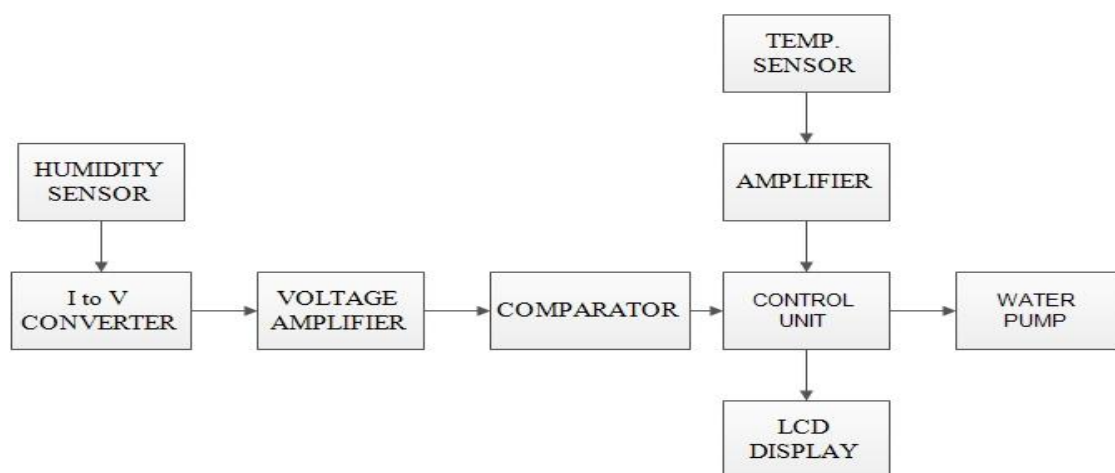 TEMP.
SENSOR
HUMIDITY
SENSOR
AMPLIFIER
I to V
CONVERTER
VOLTAGE
AMPLIFIER
COMPARATOR
CONTROL
UNIT
WATER
PUMP
LCD
DISPLAY